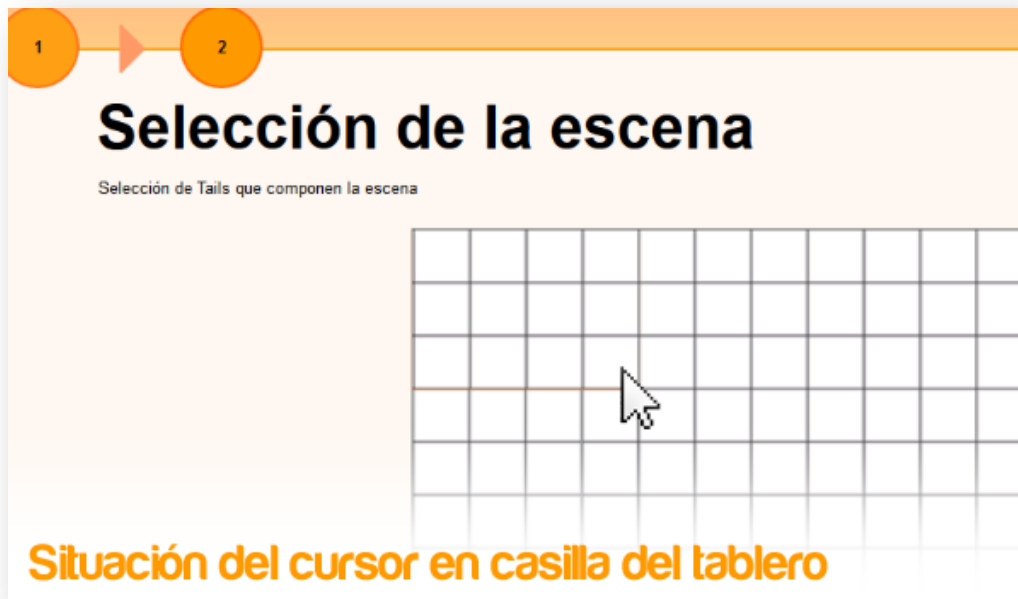 1
2
Selección de la escena
Selección de Tails que componen la escena
Situación del cursor en casilla del tablero